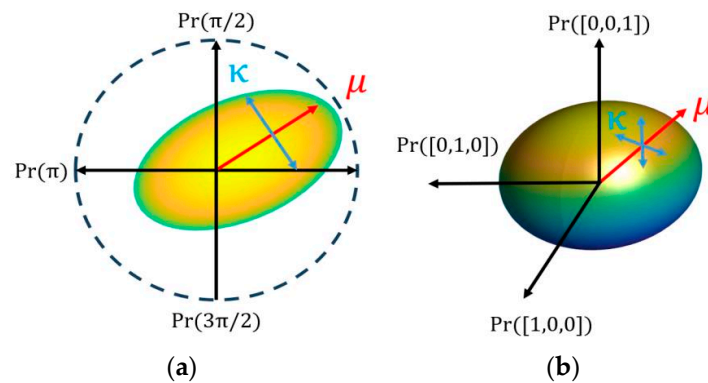 Pr(π/2)
κ
μ
Pr(π)
Pr(3π/2)
(a)
Pr([0,0,1])
κ
μ
Pr([0,1,0])
Pr([1,0,0])
(b)